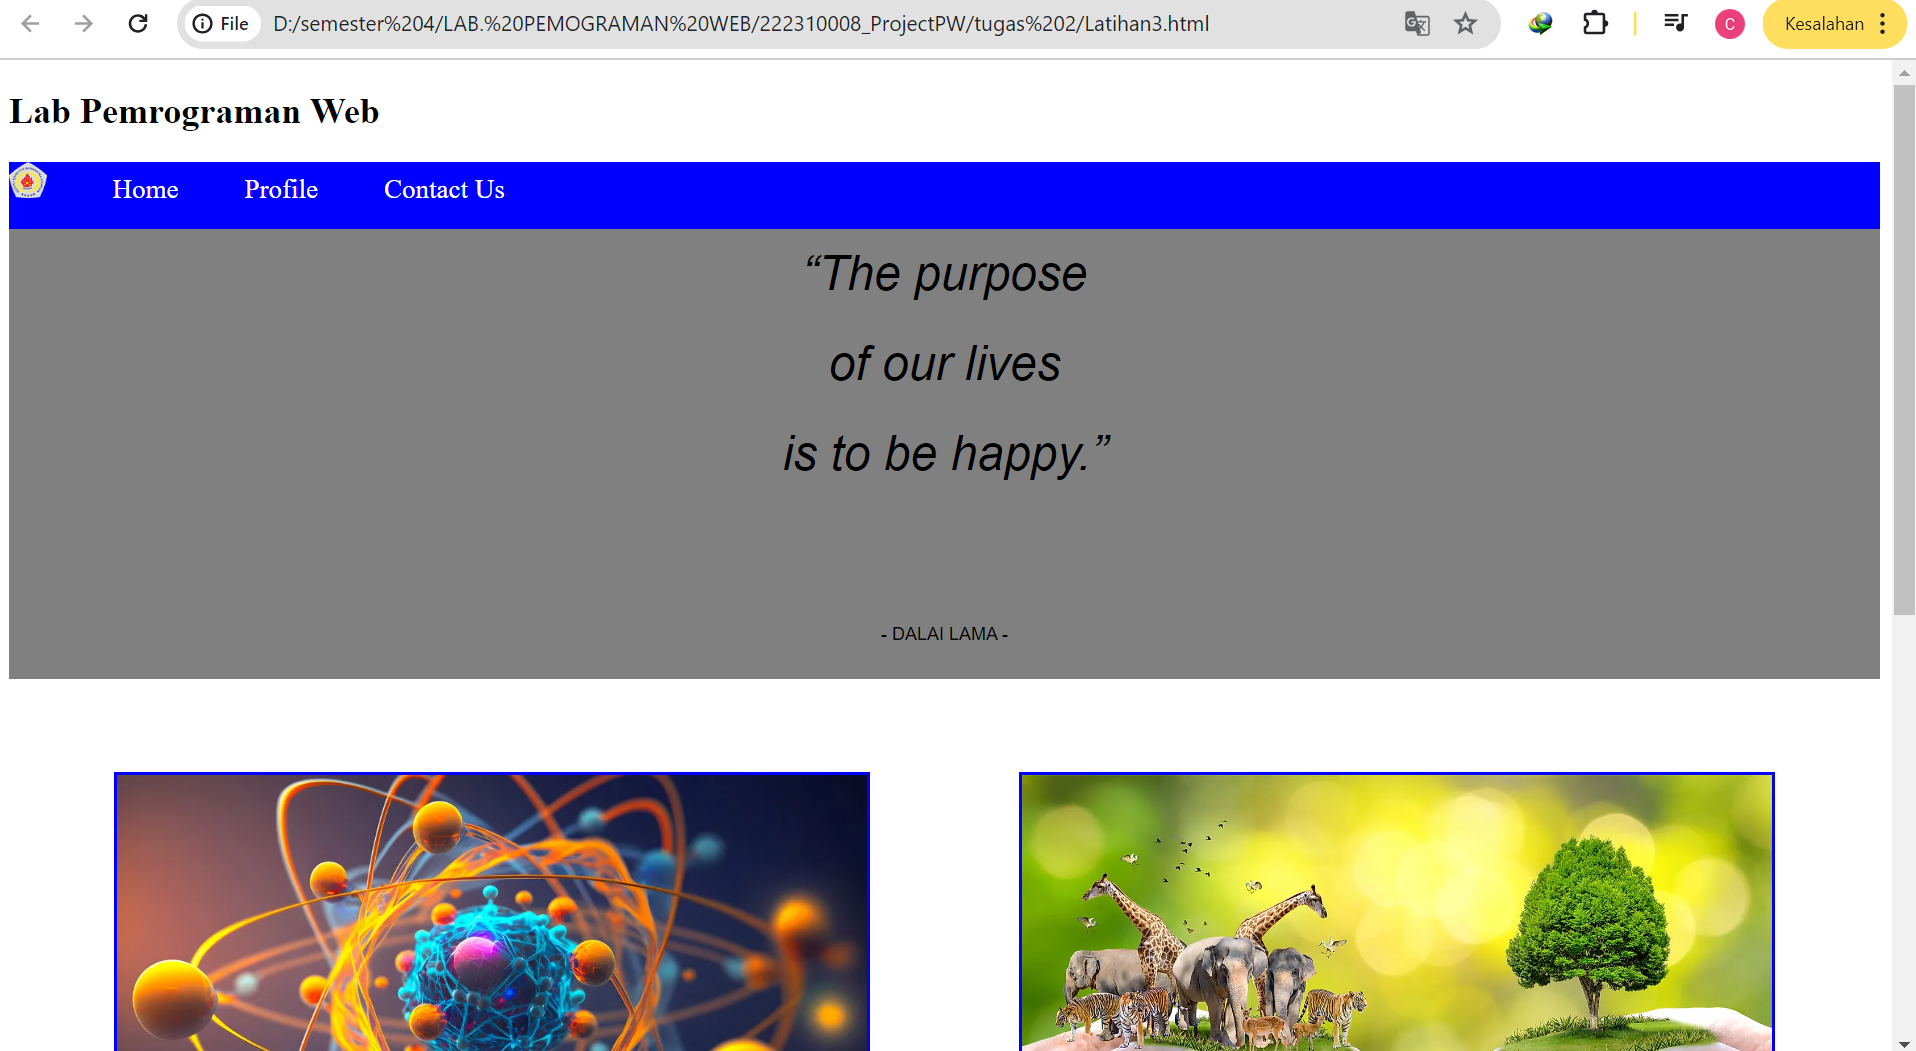 File D:/semester%204/LAB.%20PEMOGRAMAN%20WEB/222310008_ProjectPW/tugas%202/Latihan3.html C Kesalahan
Lab Pemrograman Web
Home Profile Contact Us
“The purpose
of our lives
is to be happy.”
- DALAI LAMA -